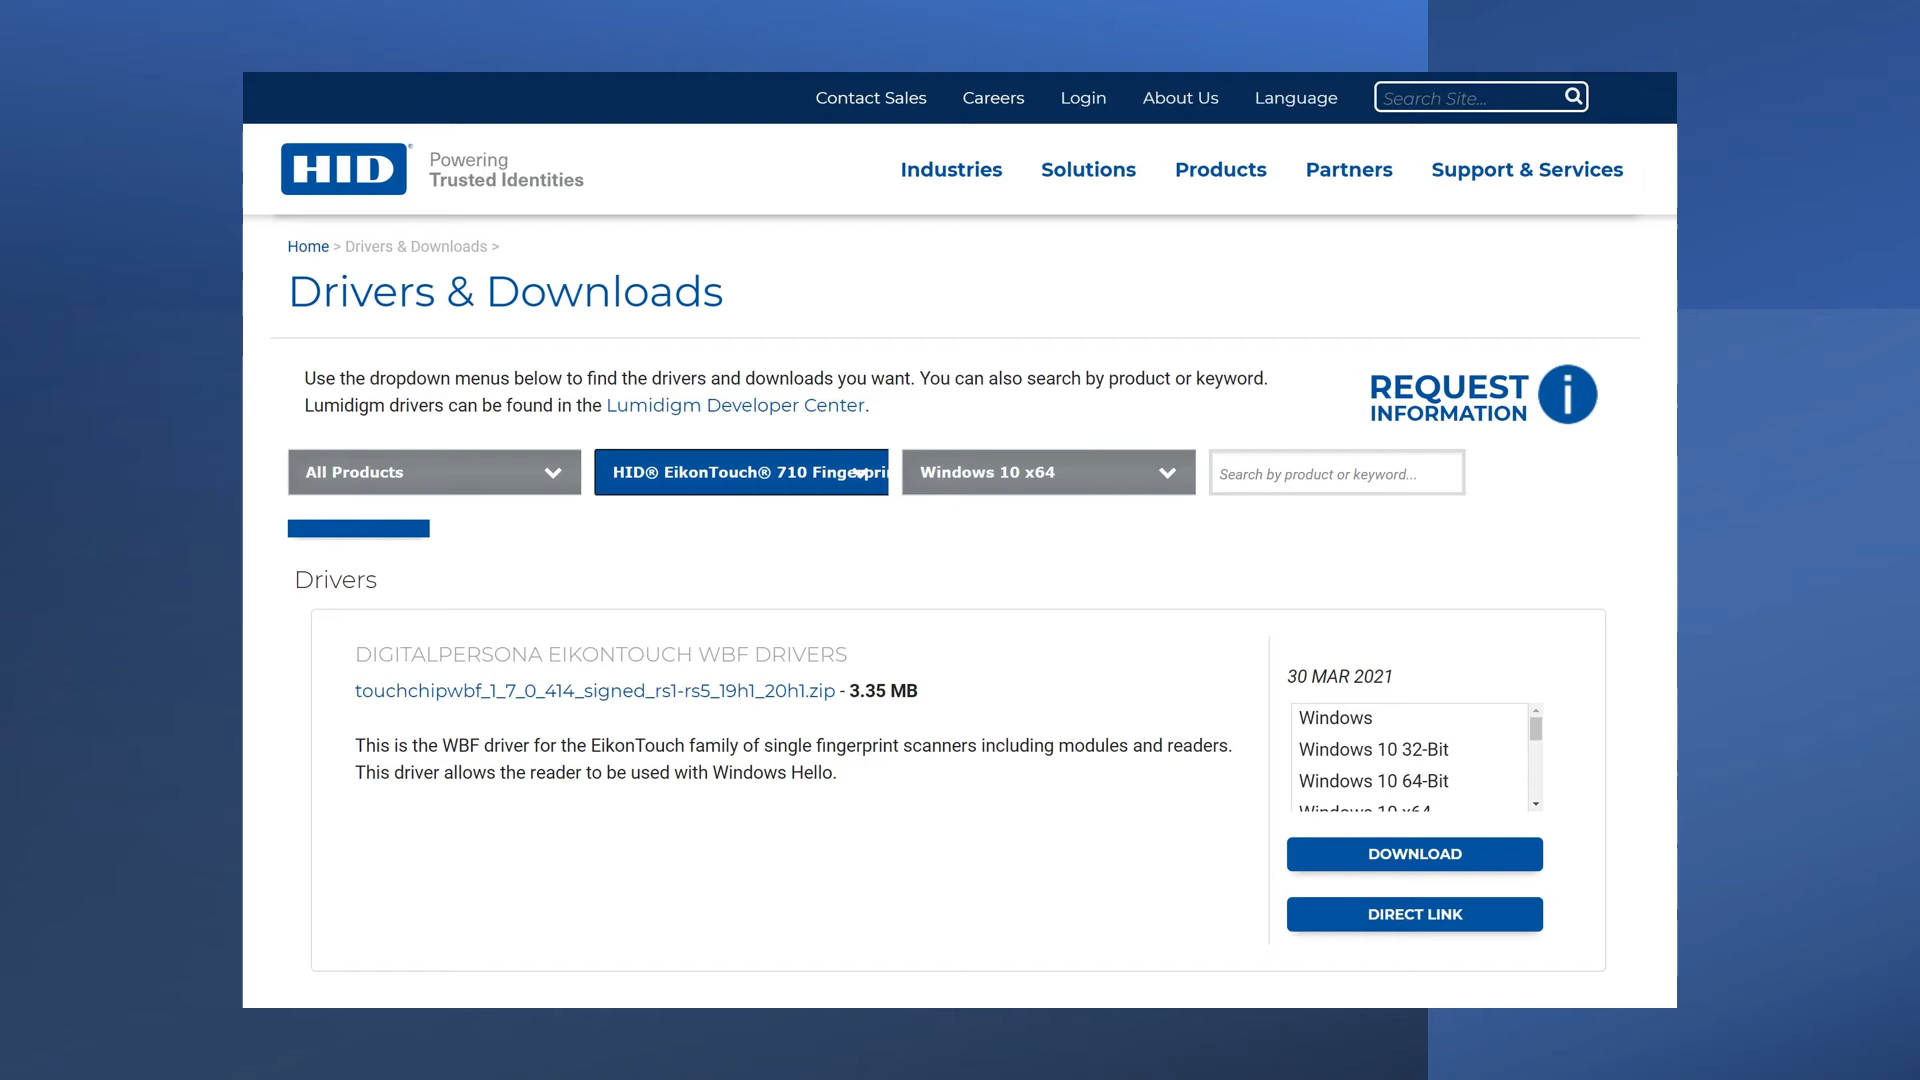 Contact Sales Careers Login About Us Language Search Site...
HID® Powering
Trusted Identities
Industries Solutions Products Partners Support & Services
Home > Drivers & Downloads >
Drivers & Downloads
Use the dropdown menus below to find the drivers and downloads you want. You can also search by product or keyword.
Lumidigm drivers can be found in the Lumidigm Developer Center.
REQUEST
INFORMATION i
All Products HID® EikonTouch® 710 Fingerprin Windows 10 x64 Search by product or keyword...
Drivers
DIGITALPERSONA EIKONTOUCH WBF DRIVERS
touchchipwbf_1_7_0_414_signed_rs1-rs5_19h1_20h1.zip - 3.35 MB
This is the WBF driver for the EikonTouch family of single fingerprint scanners including modules and readers.
This driver allows the reader to be used with Windows Hello.
30 MAR 2021
Windows
Windows 10 32-Bit
Windows 10 64-Bit
Windows 10 x64
DOWNLOAD
DIRECT LINK